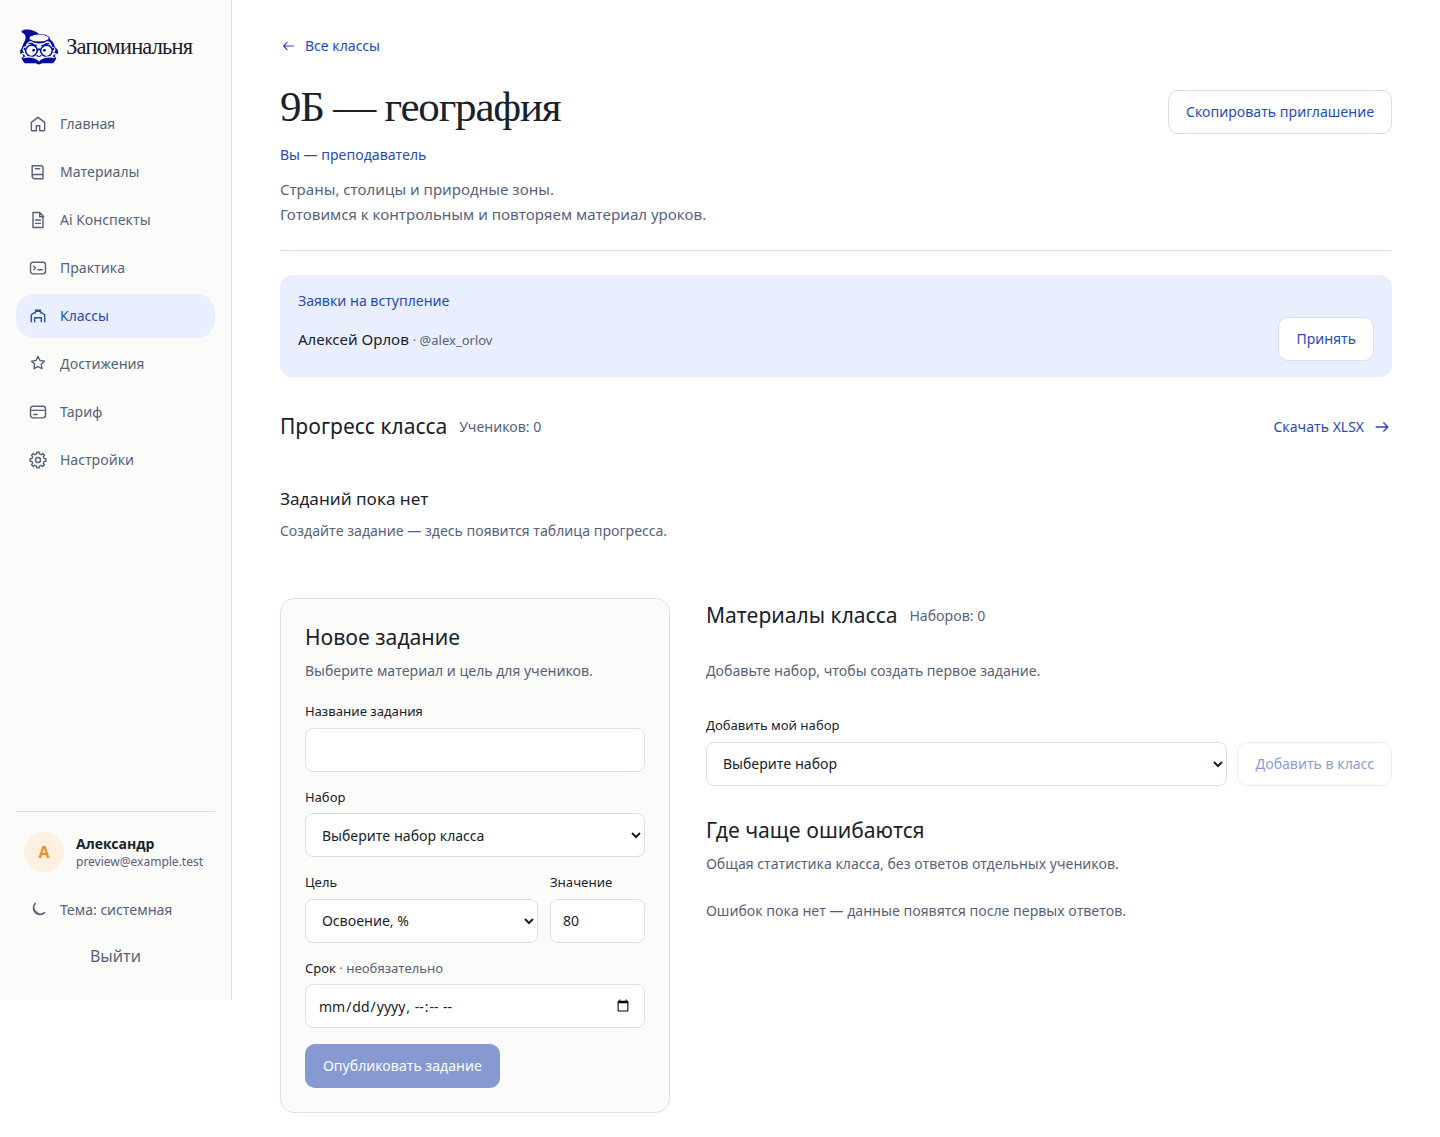 Запоминальня
Главная
Материалы
Ai Конспекты
Практика
Классы
Достижения
Тариф
Настройки
А
Александр
preview@example.test
Тема: системная
Выйти
Все классы
9Б — география
Скопировать приглашение
Вы — преподаватель
Страны, столицы и природные зоны.
Готовимся к контрольным и повторяем материал уроков.
Заявки на вступление
Алексей Орлов · @alex_orlov
Принять
Прогресс класса Учеников: 0
Скачать XLSX
Заданий пока нет
Создайте задание — здесь появится таблица прогресса.
Новое задание
Выберите материал и цель для учеников.
Название задания
Набор
Выберите набор класса
Цель
Значение
Освоение, %
80
Срок · необязательно
mm/dd/yyyy, --:-- --
Опубликовать задание
Материалы класса Наборов: 0
Добавьте набор, чтобы создать первое задание.
Добавить мой набор
Выберите набор
Добавить в класс
Где чаще ошибаются
Общая статистика класса, без ответов отдельных учеников.
Ошибок пока нет — данные появятся после первых ответов.